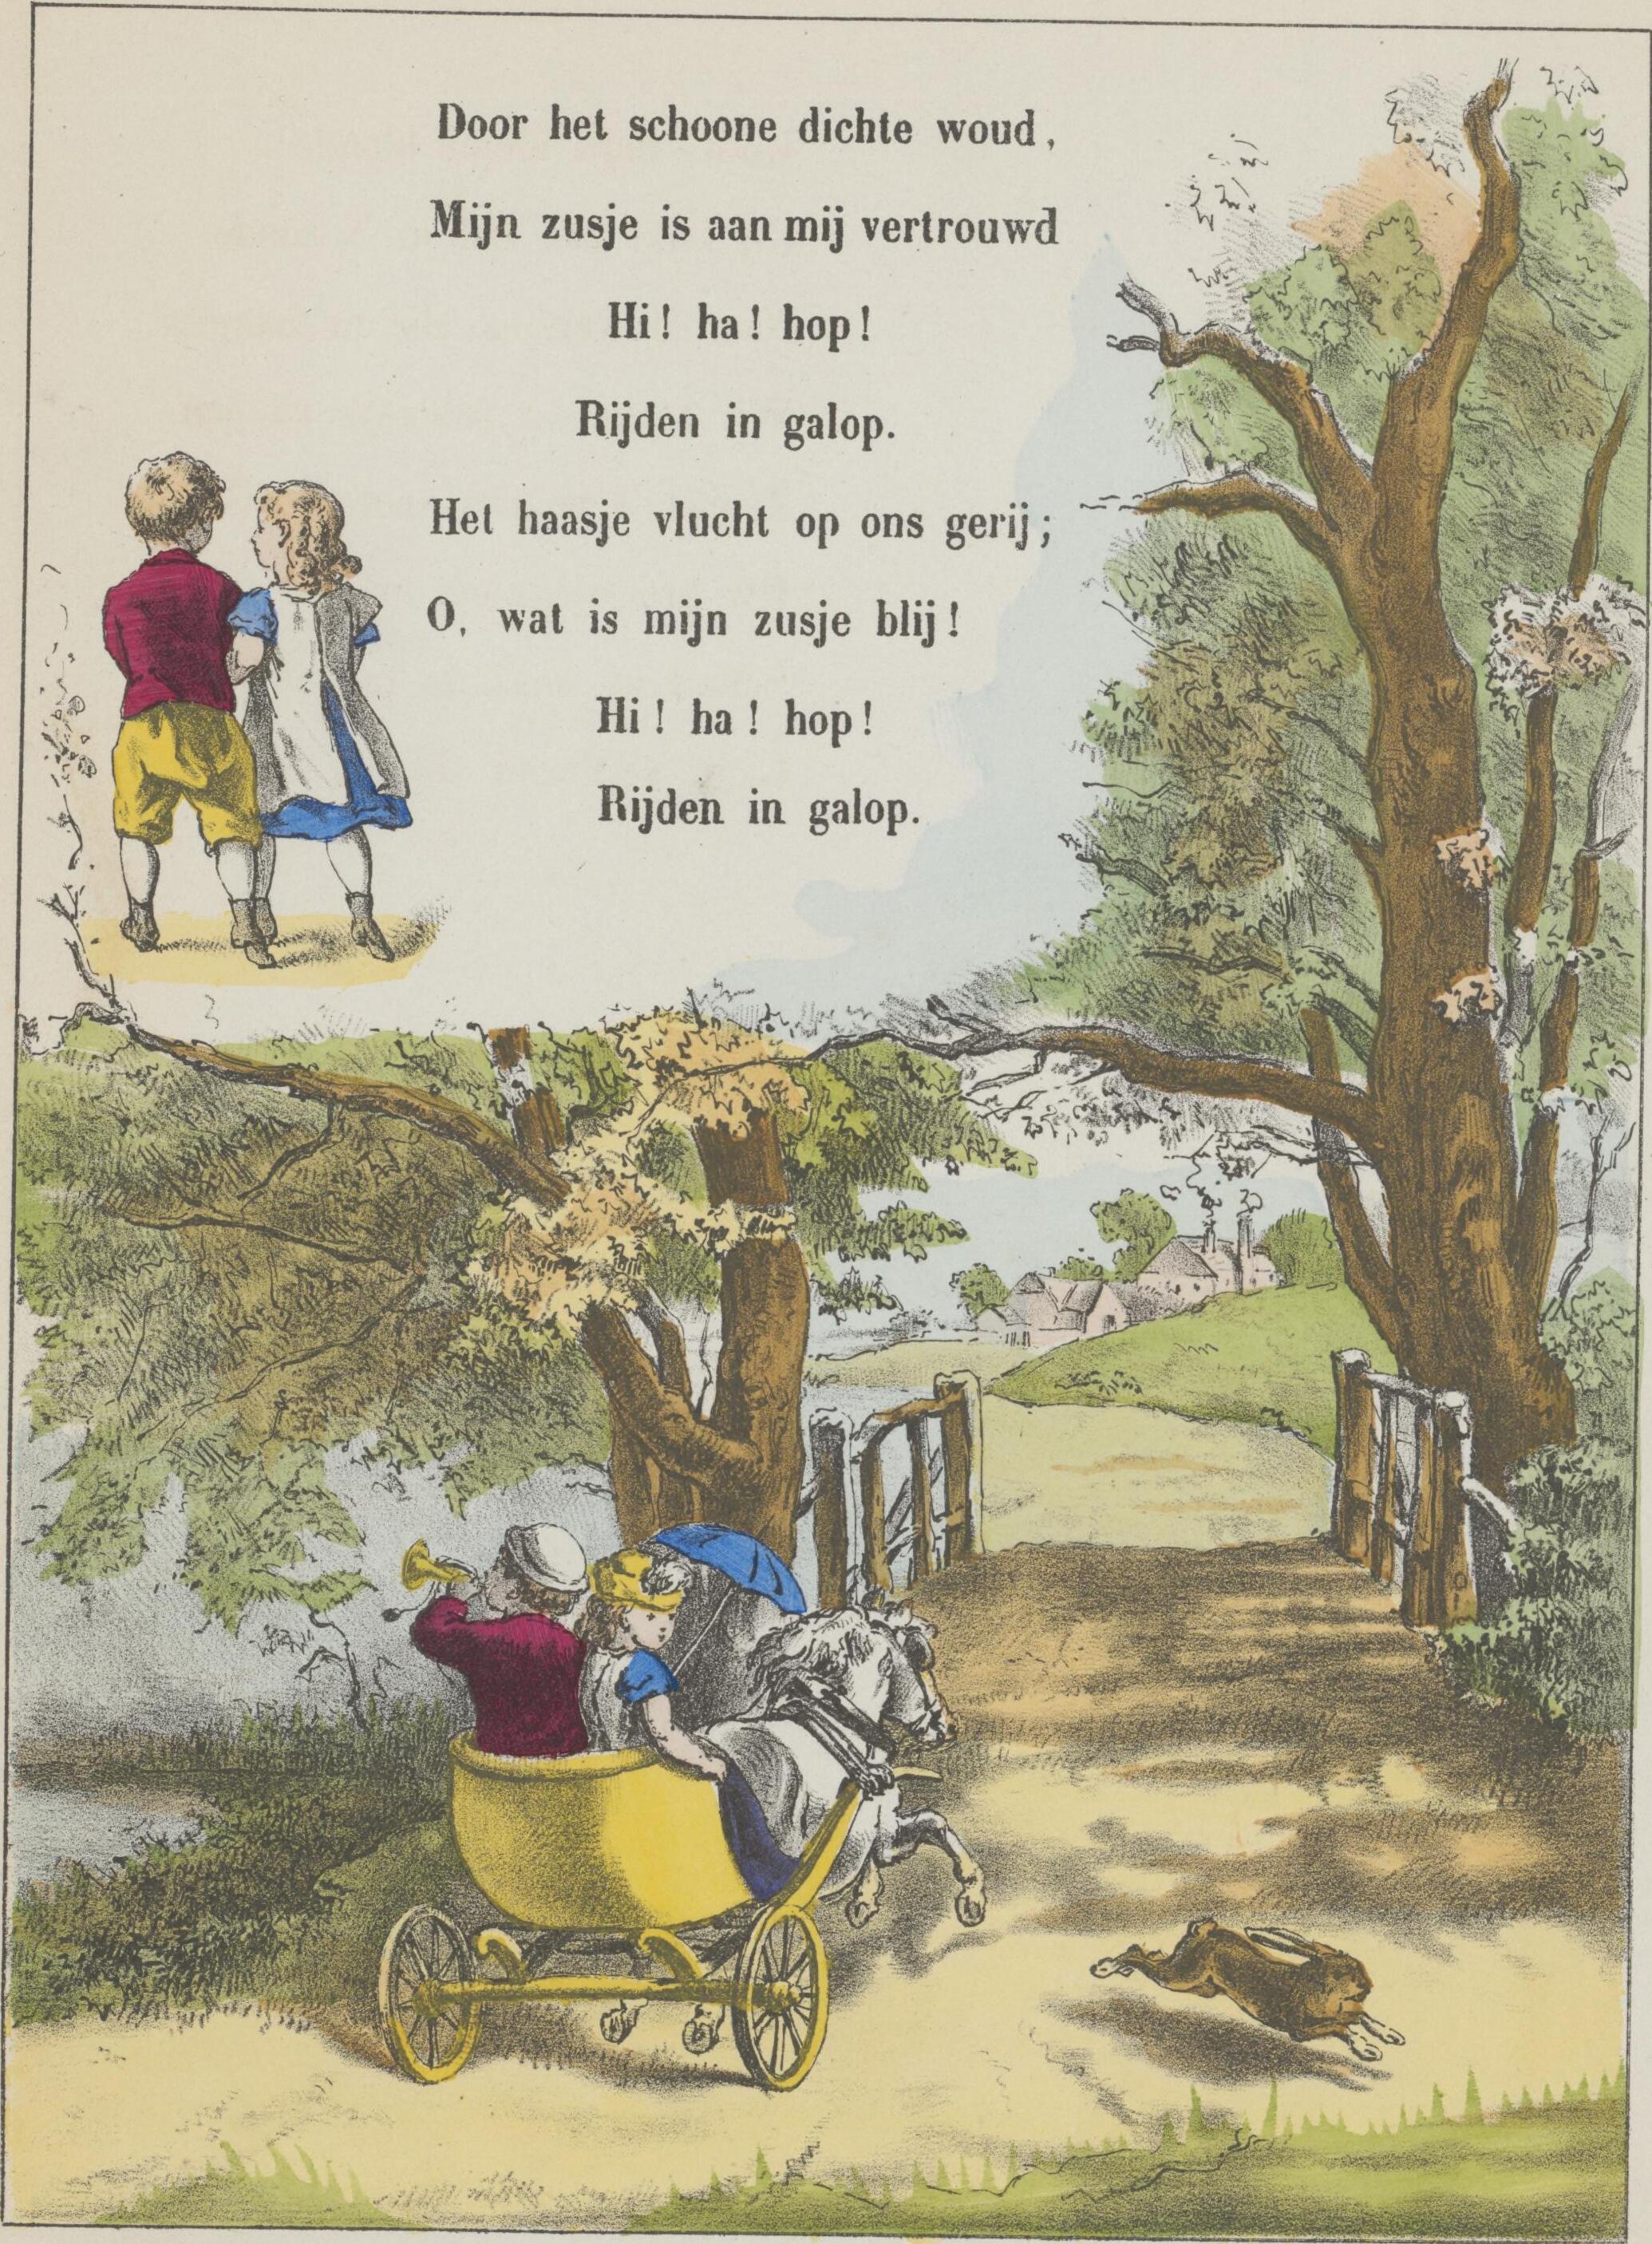 Door het schoone dichte woud,
Mijn zusje is aan mij vertrouwd
Hi! ha! hop!
Rijden in galop.
Het haasje vlucht op ons gerij;
O, wat is mijn zusje blij!
Hi! ha! hop!
Rijden in galop.